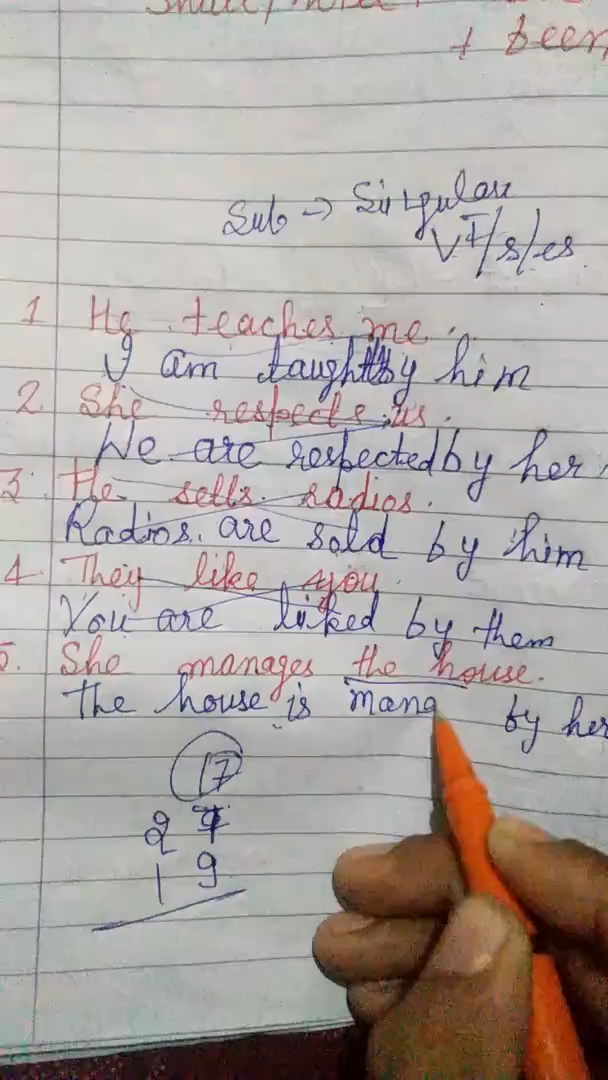 + been
Sub → Singular
V I/s/es
1 He teaches me.
I am taught by him
2. She respects us.
We are respected by her.
3. He sells radios.
Radios are sold by him
4. They like you.
You are liked by them
5. She manages the house.
The house is mang by her
17
2 7
1 9